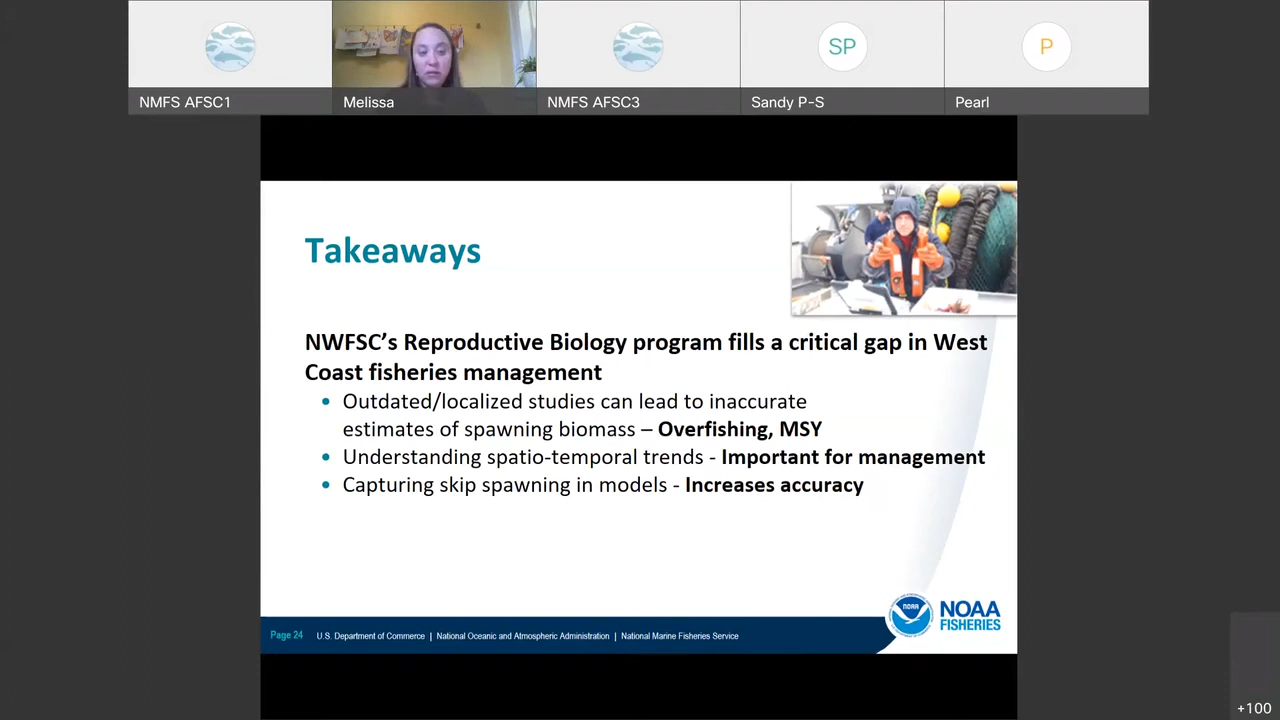 SP
P
NMFS AFSC1
Melissa
NMFS AFSC3
Sandy P-S
Pearl
Takeaways
NWFSC’s Reproductive Biology program fills a critical gap in West
Coast fisheries management
• Outdated/localized studies can lead to inaccurate
estimates of spawning biomass – Overfishing, MSY
• Understanding spatio-temporal trends - Important for management
• Capturing skip spawning in models - Increases accuracy
NOAA
NOAA
FISHERIES
Page 24
U.S. Department of Commerce | National Oceanic and Atmospheric Administration | National Marine Fisheries Service
+100